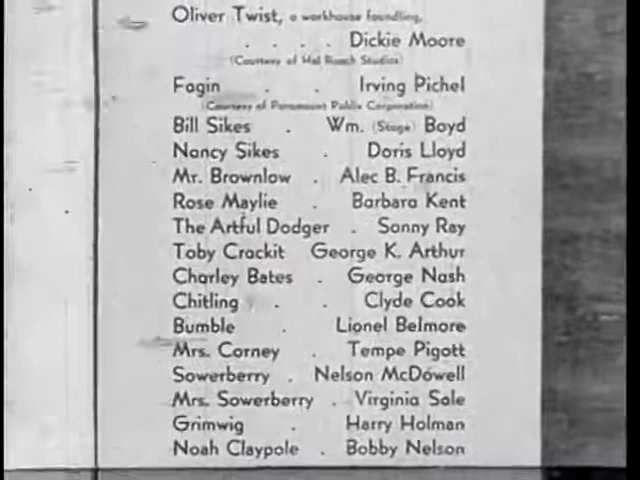 Oliver Twist, a workhouse foundling,
. . . . Dickie Moore
(Courtesy of Hal Roach Studios)
Fagin . . Irving Pichel
(Courtesy of Paramount Publix Corporation)
Bill Sikes . Wm. (Stage) Boyd
Nancy Sikes . Doris Lloyd
Mr. Brownlow . Alec B. Francis
Rose Maylie . Barbara Kent
The Artful Dodger . Sonny Ray
Toby Crackit George K. Arthur
Charley Bates . George Nash
Chitling . . Clyde Cook
Bumble . Lionel Belmore
Mrs. Corney . Tempe Pigott
Sowerberry . Nelson McDowell
Mrs. Sowerberry . Virginia Sale
Grimwig . Harry Holman
Noah Claypole . Bobby Nelson